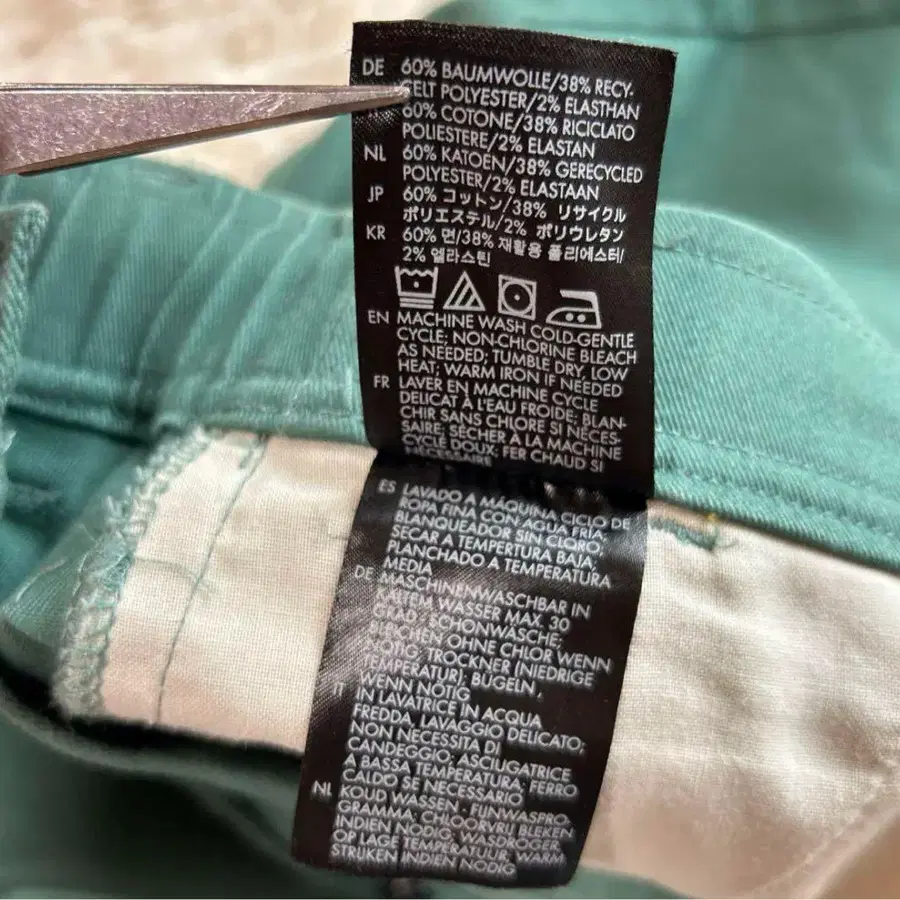 DE 60% BAUMWOLLE/38% RECY-
CELT POLYESTER/2% ELASTHAN
60% COTONE/38% RICICLATO
POLIESTERE/2% ELASTAN
NL 60% KATOEN/38% GERECYCLED
POLYESTER/2% ELASTAAN
JP 60% コットン/38% リサイクル
ポリエステル/2% ポリウレタン
KR 60% 면/38% 재활용 폴리에스터/
2% 엘라스틴
EN MACHINE WASH COLD-GENTLE
CYCLE; NON-CHLORINE BLEACH
AS NEEDED; TUMBLE DRY, LOW
HEAT; WARM IRON IF NEEDED
FR LAVER EN MACHINE CYCLE
DELICAT À L'EAU FROIDE; BLAN-
CHIR SANS CHLORE SI NÉCES-
SAIRE; SÉCHER À LA MACHINE
CYCLE DOUX; FER CHAUD SI
NÉCESSAIRE
ES LAVADO A MÁQUINA CICLO DE
ROPA FINA CON AGUA FRÍA;
BLANQUEADOR SIN CLORO;
SECAR A TEMPERTURA BAJA;
PLANCHADO A TEMPERATURA
MEDIA
DE MASCHINENWASCHBAR IN
KALTEM WASSER MAX. 30
GRAD, SCHONWÄSCHE;
BLEICHEN OHNE CHLOR WENN
NÖTIG; TROCKNER (NIEDRIGE
TEMPERATUR); BÜGELN,
WENN NÖTIG
IT IN LAVATRICE IN ACQUA
FREDDA, LAVAGGIO DELICATO;
NON NECESSITA DI
CANDEGGIO; ASCIUGATRICE
A BASSA TEMPERATURA; FERRO
CALDO SE NECESSARIO
NL KOUD WASSEN - FIJNWASPRO-
GRAMMA; CHLOORVRIJ BLEKEN
INDIEN NODIG; WASDROGER,
OP LAGE TEMPERATUUR; WARM
STRIJKEN INDIEN NODIG